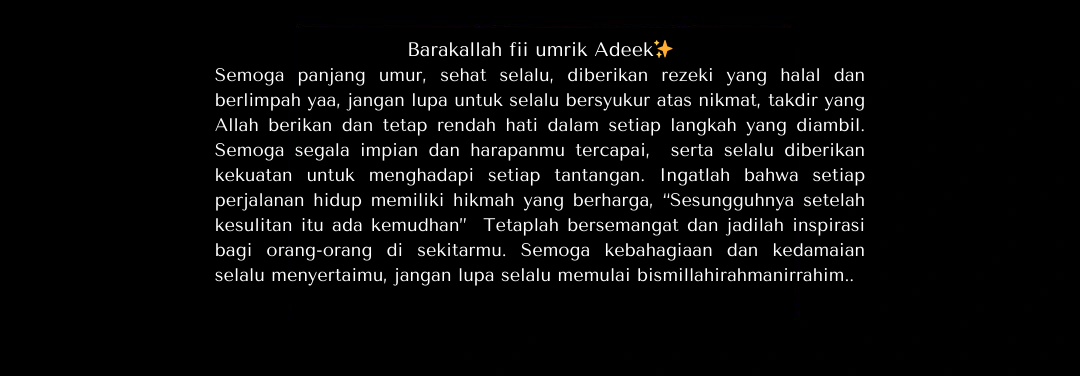 Barakallah fii umrik Adeek✨
Semoga panjang umur, sehat selalu, diberikan rezeki yang halal dan
berlimpah yaa, jangan lupa untuk selalu bersyukur atas nikmat, takdir yang
Allah berikan dan tetap rendah hati dalam setiap langkah yang diambil.
Semoga segala impian dan harapanmu tercapai,  serta selalu diberikan
kekuatan untuk menghadapi setiap tantangan. Ingatlah bahwa setiap
perjalanan hidup memiliki hikmah yang berharga, “Sesungguhnya setelah
kesulitan itu ada kemudhan”  Tetaplah bersemangat dan jadilah inspirasi
bagi orang-orang di sekitarmu. Semoga kebahagiaan dan kedamaian
selalu menyertaimu, jangan lupa selalu memulai bismillahirahmanirrahim..